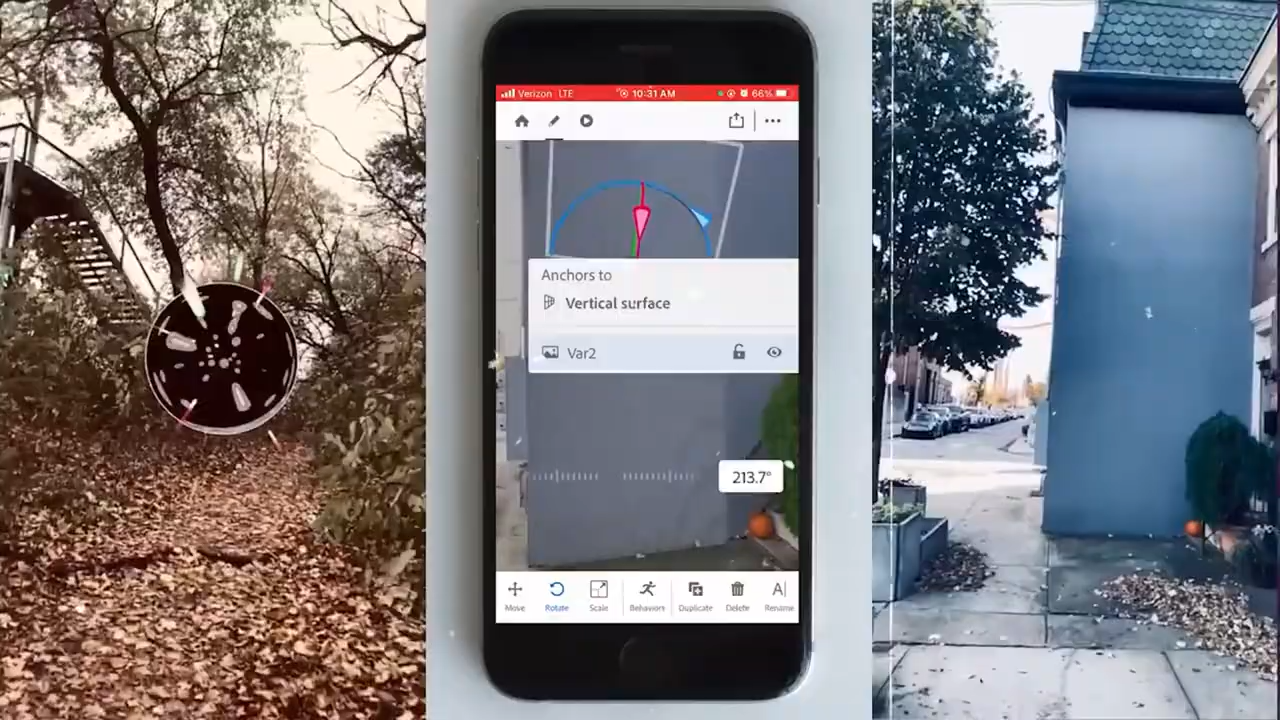 Verizon LTE 10:31 AM 66%
Anchors to
Vertical surface
Var2
213.7°
Move Rotate Scale Behaviors Duplicate Delete Rename